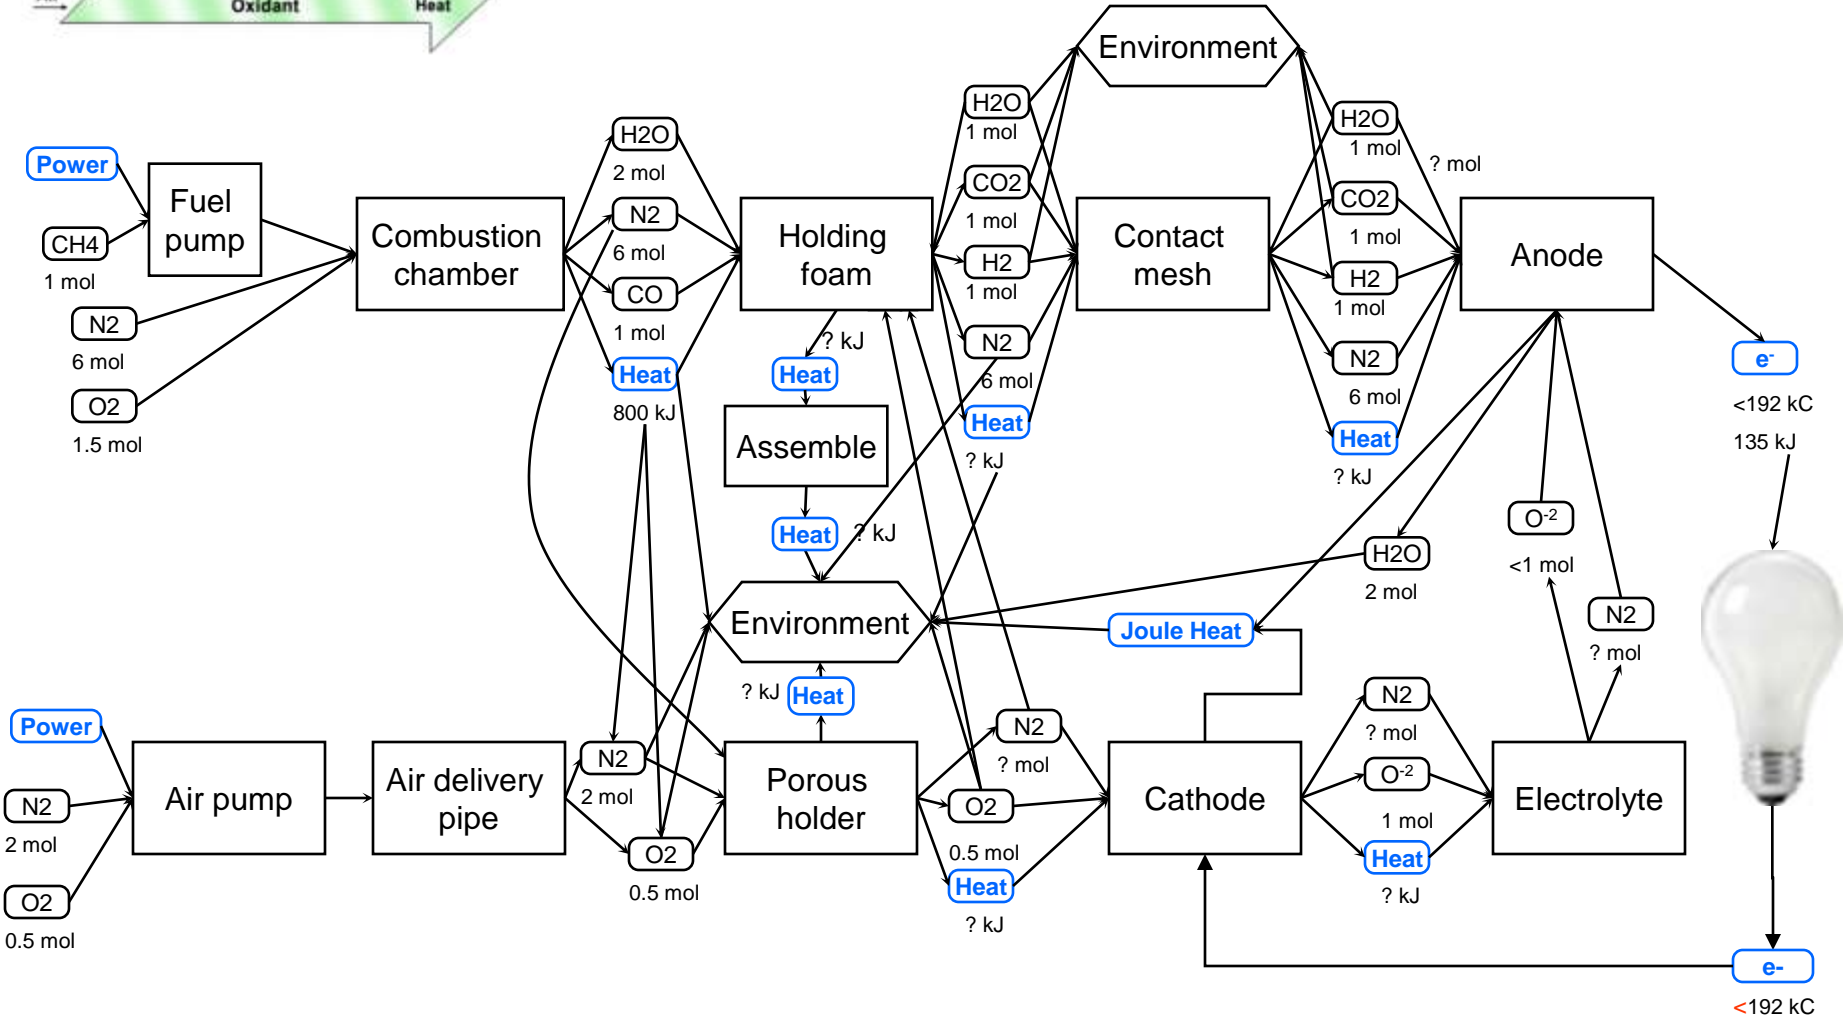 Oxidant
Heat
Environment
Power
Fuel
pump
CH4
1 mol
N2
6 mol
O2
1.5 mol
Combustion
chamber
H2O
2 mol
N2
6 mol
CO
1 mol
Heat
800 kJ
Holding
foam
? kJ
Heat
Assemble
Heat
? kJ
H2O
1 mol
CO2
1 mol
H2
1 mol
N2
6 mol
Heat
? kJ
Contact
mesh
H2O
1 mol
? mol
CO2
1 mol
H2
1 mol
N2
6 mol
Heat
? kJ
Anode
e-
<192 kC
135 kJ
O-2
<1 mol
N2
? mol
H2O
2 mol
Environment
Joule Heat
? kJ
Heat
Power
N2
2 mol
O2
0.5 mol
Air pump
Air delivery
pipe
N2
2 mol
O2
0.5 mol
Porous
holder
N2
? mol
O2
0.5 mol
Heat
? kJ
Cathode
N2
? mol
O-2
1 mol
Heat
? kJ
Electrolyte
e-
<192 kC